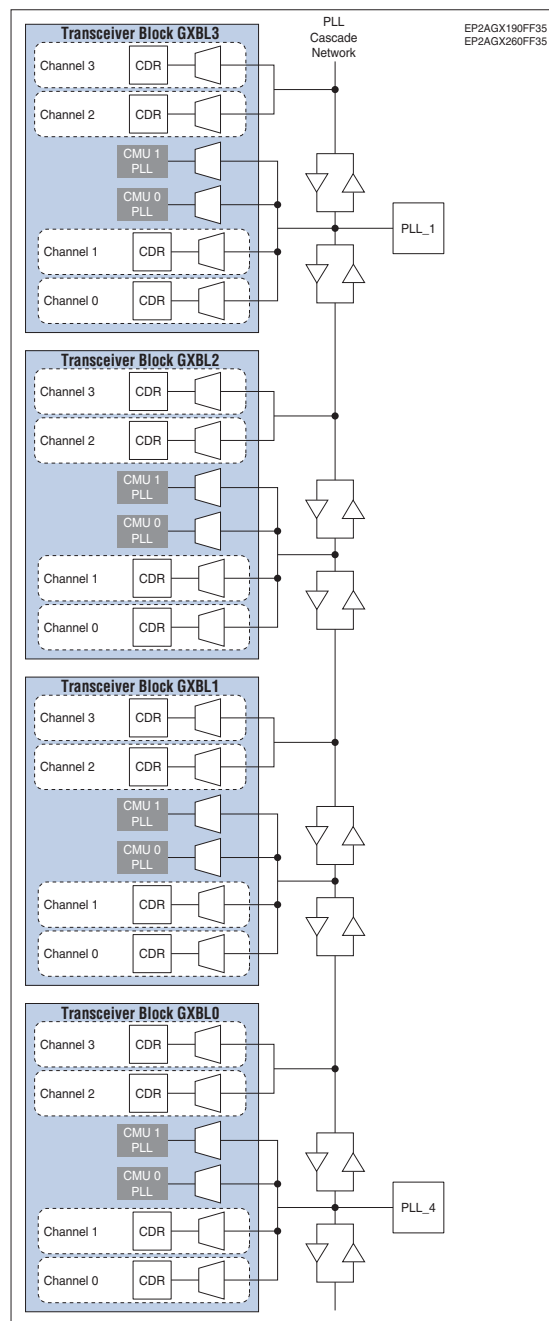 PLL
Cascade
Network
EP2AGX190FF35
EP2AGX260FF35
Transceiver Block GXBL3
Channel 3
CDR
Channel 2
CDR
CMU 1
PLL
CMU 0
PLL
PLL_1
Channel 1
CDR
Channel 0
CDR
Transceiver Block GXBL2
Channel 3
CDR
Channel 2
CDR
CMU 1
PLL
CMU 0
PLL
Channel 1
CDR
Channel 0
CDR
Transceiver Block GXBL1
Channel 3
CDR
Channel 2
CDR
CMU 1
PLL
CMU 0
PLL
Channel 1
CDR
Channel 0
CDR
Transceiver Block GXBL0
Channel 3
CDR
Channel 2
CDR
CMU 1
PLL
CMU 0
PLL
PLL_4
Channel 1
CDR
Channel 0
CDR